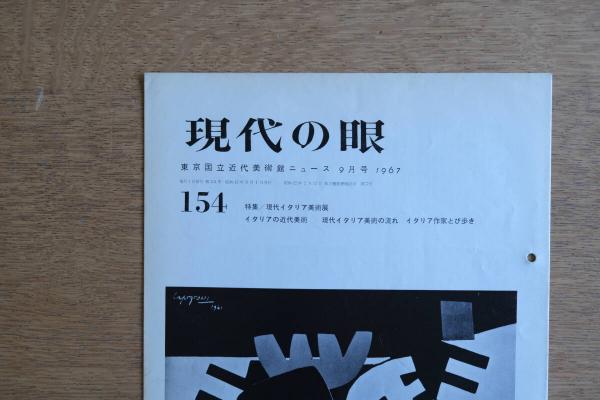 現代の眼
東京国立近代美術館ニュース 9月号 1967
154
特集／現代イタリア美術展
イタリアの近代美術 現代イタリア美術の流れ イタリア作家とび歩き
Capogrossi
1961